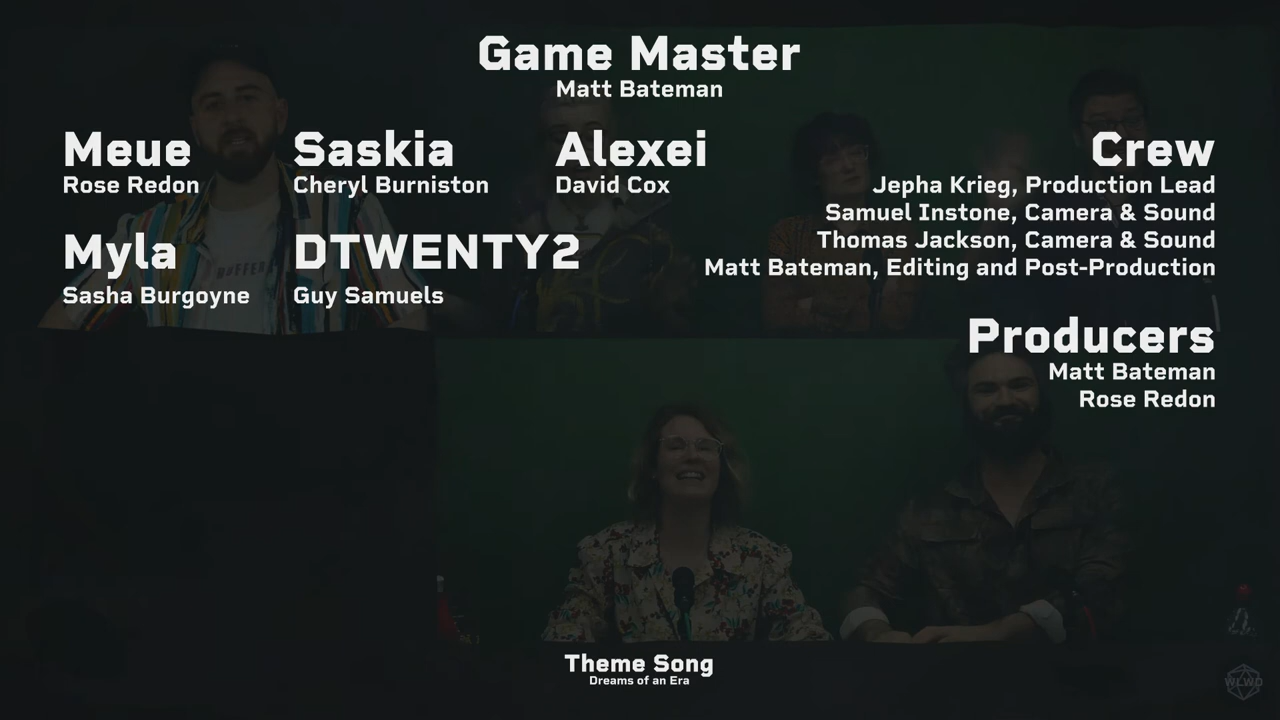 Game Master
Matt Bateman
Meue
Rose Redon
Saskia
Cheryl Burniston
Alexei
David Cox
Myla
Sasha Burgoyne
DTWENTY2
Guy Samuels
Crew
Jepha Krieg, Production Lead
Samuel Instone, Camera & Sound
Thomas Jackson, Camera & Sound
Matt Bateman, Editing and Post-Production
Producers
Matt Bateman
Rose Redon
Theme Song
Dreams of an Era
WLWD